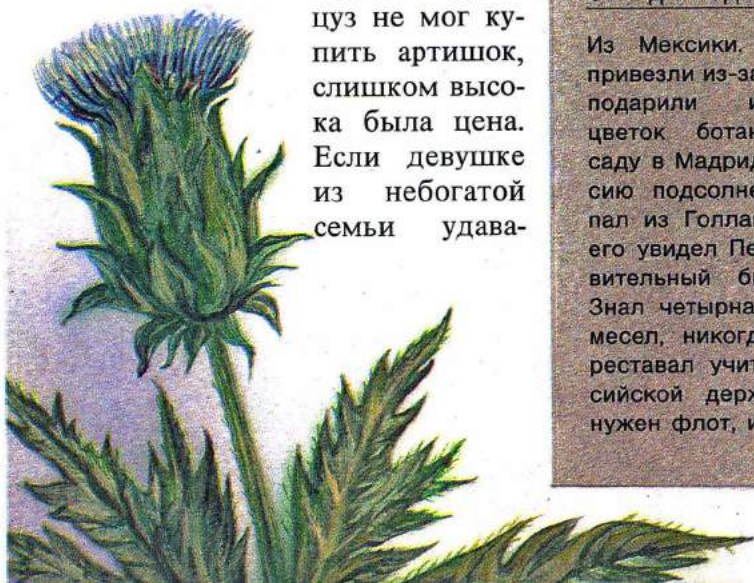 цуз не мог ку-
пить артишок,
слишком высо-
ка была цена.
Если девушке
из небогатой
семьи удава-
Из Мексики.
привезли из-за
подарили
цветок бота
саду в Мадрид
сию подсолне
пал из Голла
его увидел Пе
вительный б
Знал четырна
месел, никогд
реставал учит
сийской держ
нужен флот, и